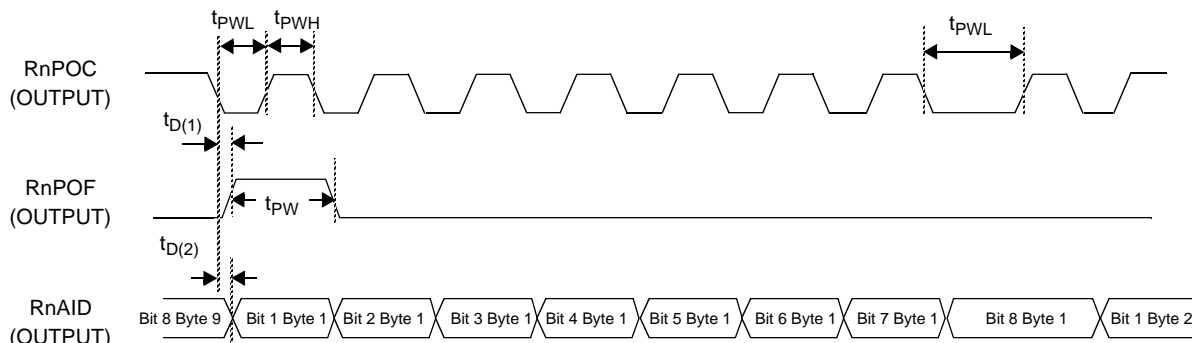 tPWL tPWH tPWL
RnPOC
(OUTPUT)
tD(1)
RnPOF
(OUTPUT)
tPW
tD(2)
RnAID
(OUTPUT)
Bit 8 Byte 9 Bit 1 Byte 1 Bit 2 Byte 1 Bit 3 Byte 1 Bit 4 Byte 1 Bit 5 Byte 1 Bit 6 Byte 1 Bit 7 Byte 1 Bit 8 Byte 1 Bit 1 Byte 2